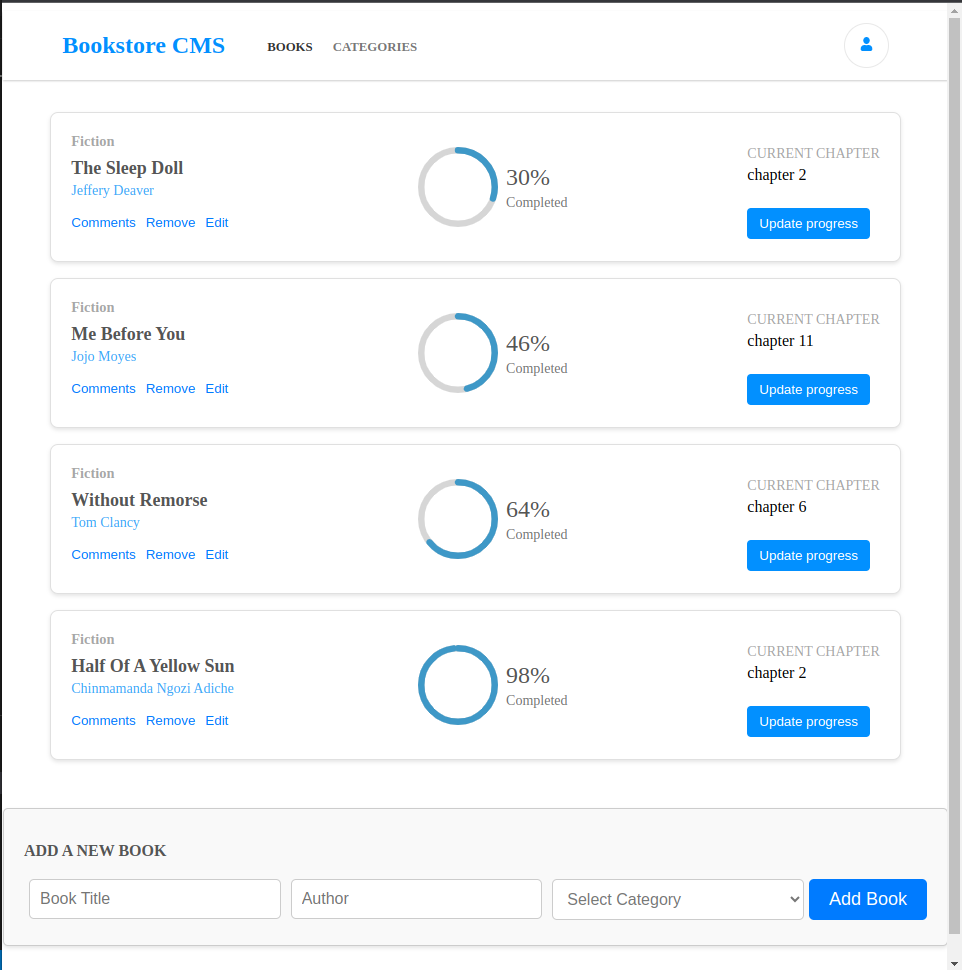 Bookstore CMS BOOKS CATEGORIES
Fiction
The Sleep Doll
Jeffery Deaver
Comments Remove Edit
30%
Completed
CURRENT CHAPTER
chapter 2
Update progress
Fiction
Me Before You
Jojo Moyes
Comments Remove Edit
46%
Completed
CURRENT CHAPTER
chapter 11
Update progress
Fiction
Without Remorse
Tom Clancy
Comments Remove Edit
64%
Completed
CURRENT CHAPTER
chapter 6
Update progress
Fiction
Half Of A Yellow Sun
Chinmamanda Ngozi Adiche
Comments Remove Edit
98%
Completed
CURRENT CHAPTER
chapter 2
Update progress
ADD A NEW BOOK
Book Title Author Select Category Add Book